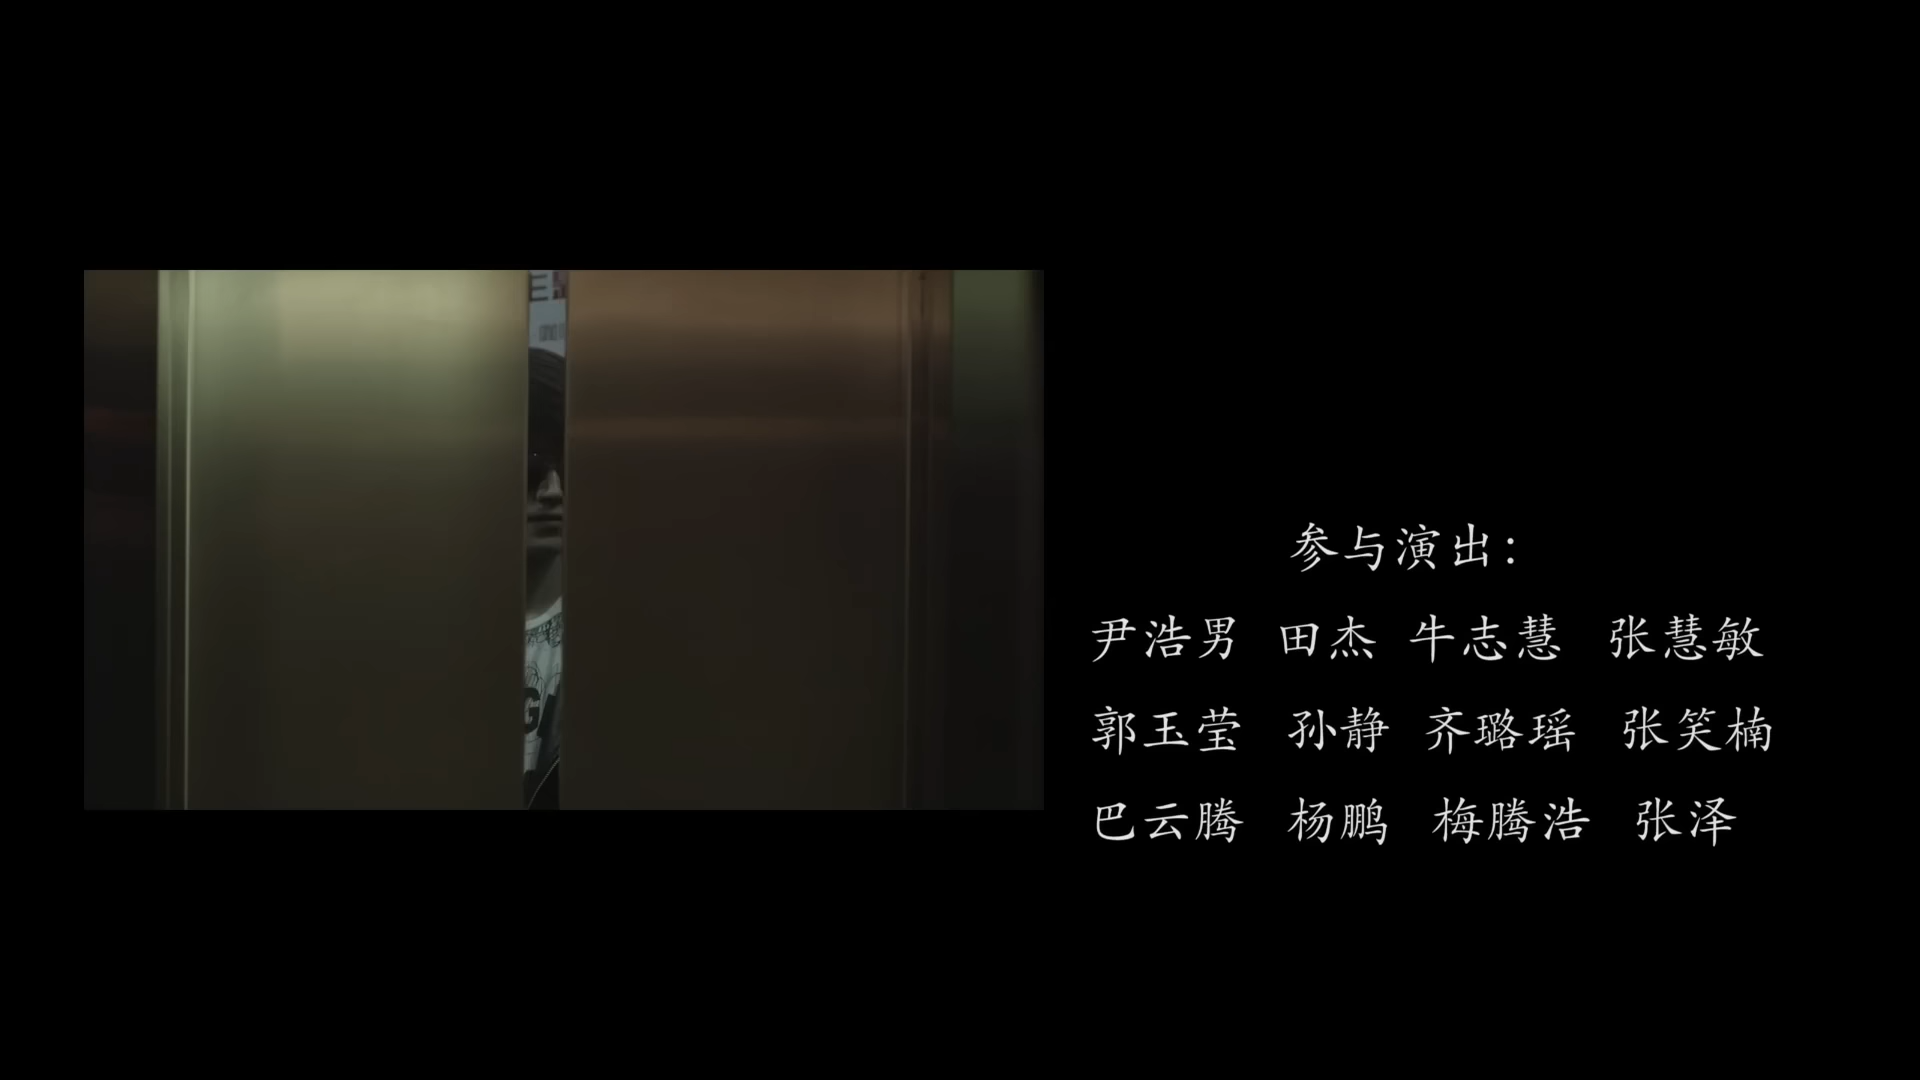 参与演出：
尹浩男 田杰 牛志慧 张慧敏
郭玉莹 孙静 齐璐瑶 张笑楠
巴云腾 杨鹏 梅腾浩 张泽